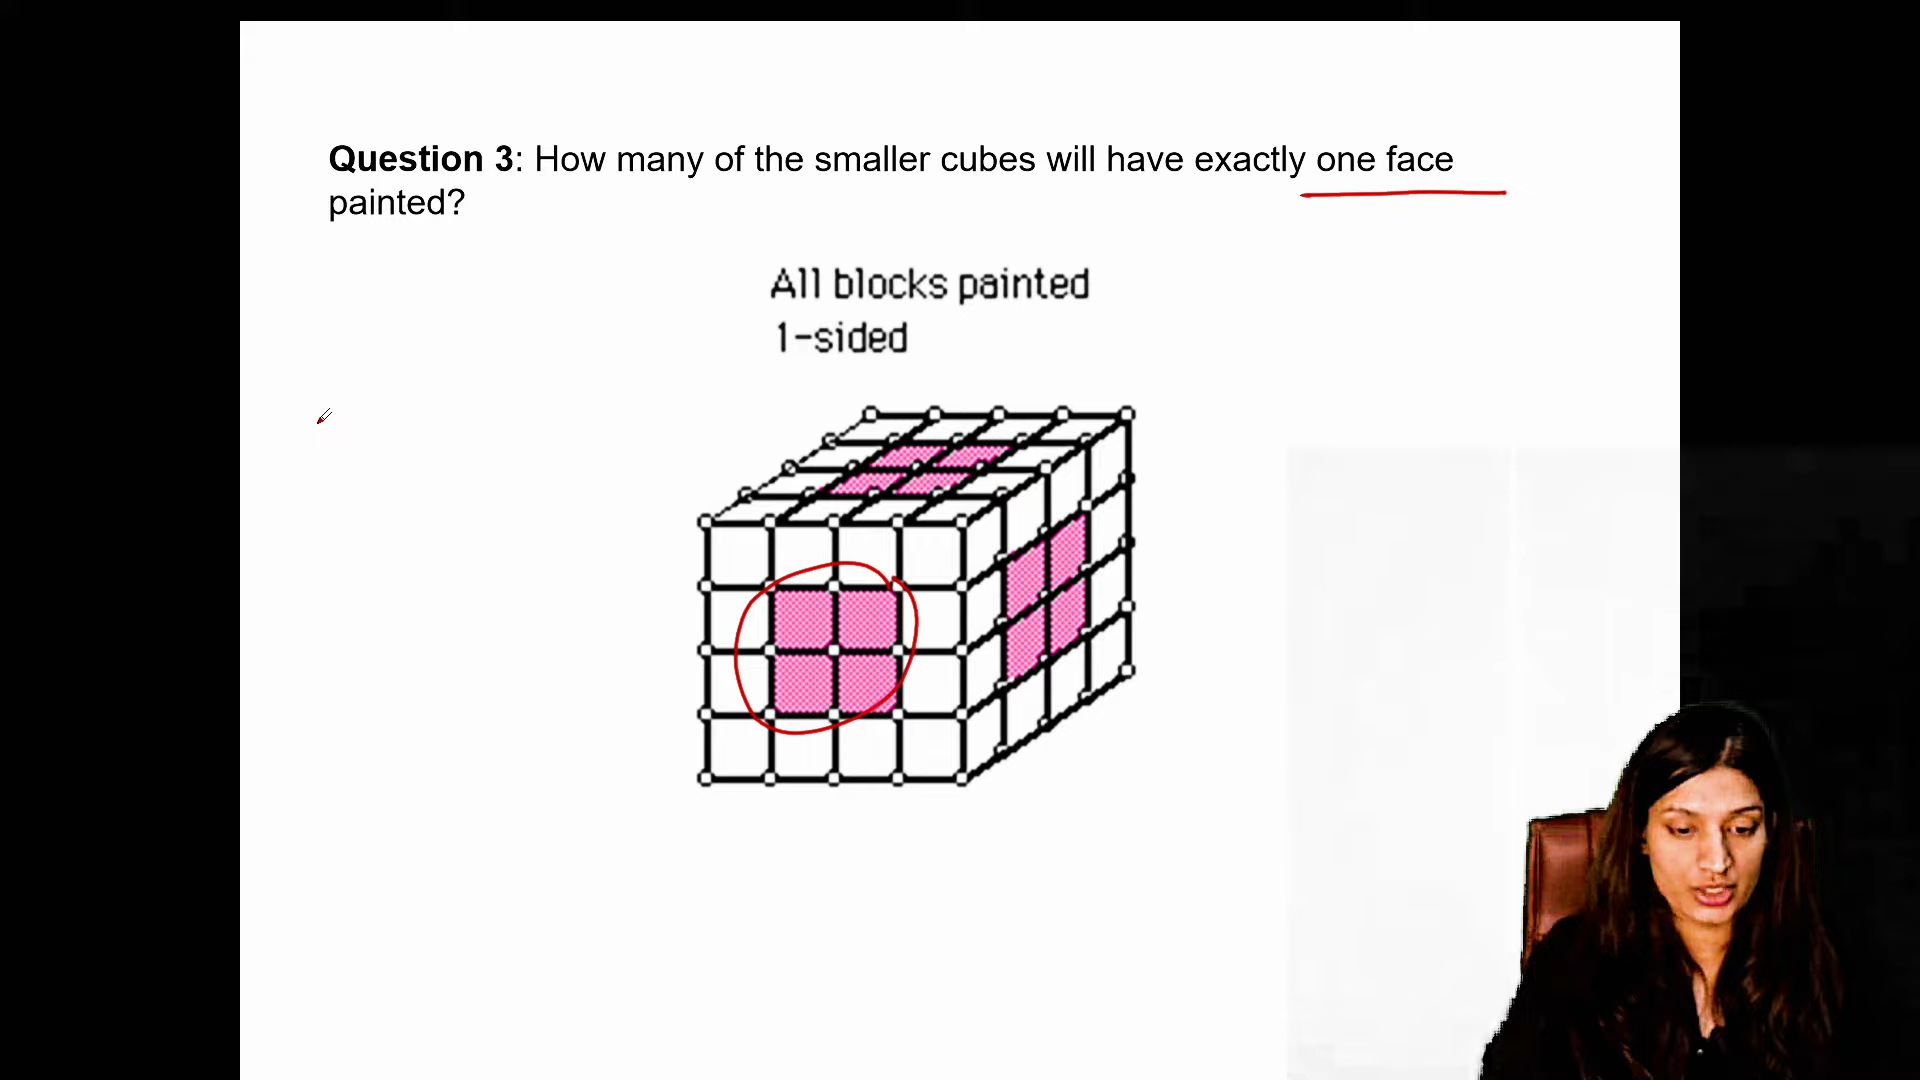 Question 3: How many of the smaller cubes will have exactly one face
painted?
All blocks painted
1-sided